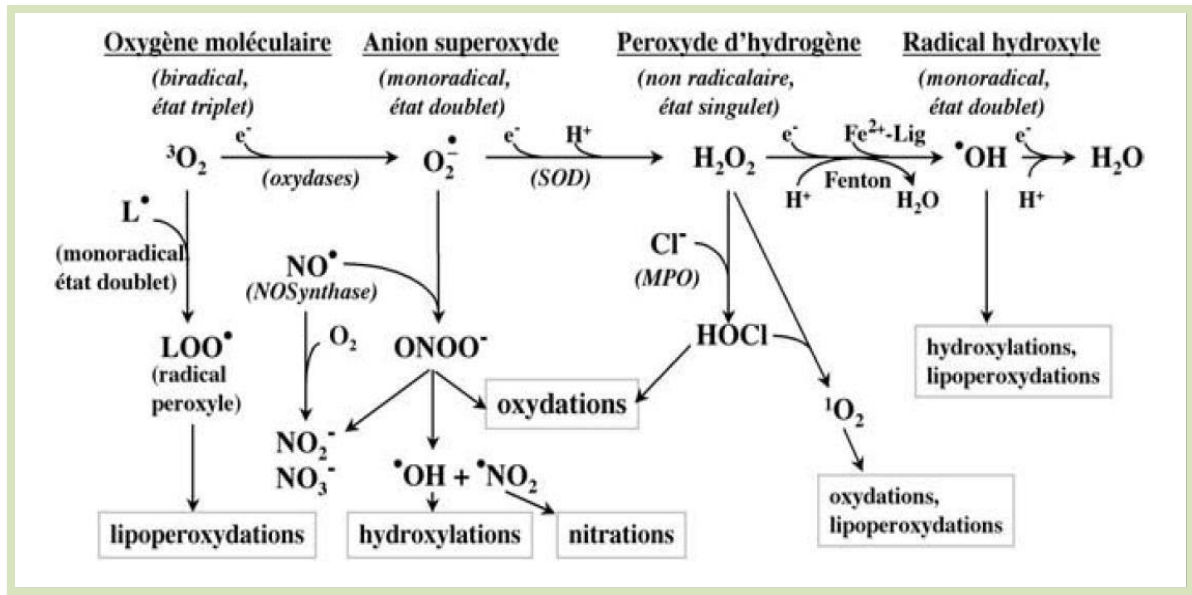 Oxygène moléculaire Anion superoxyde Peroxyde d'hydrogène Radical hydroxyle
(biradical, (monoradical, (non radicalaire, (monoradical,
état triplet) état doublet) état singulet) état doublet)
e- e- H+ e- Fe2+-Lig e-
³O₂ O₂•- H₂O₂ •OH H₂O
(oxydases) (SOD) Fenton
H+ H₂O H+
L•
(monoradical,
état doublet)
NO•
(NOSynthase)
Cl-
(MPO)
O₂
LOO•
(radical
peroxyle)
ONOO-
HOCl
hydroxylations,
lipoperoxydations
oxydations
¹O₂
NO₂-
NO₃-
•OH + •NO₂
oxydations,
lipoperoxydations
lipoperoxydations hydroxylations nitrations